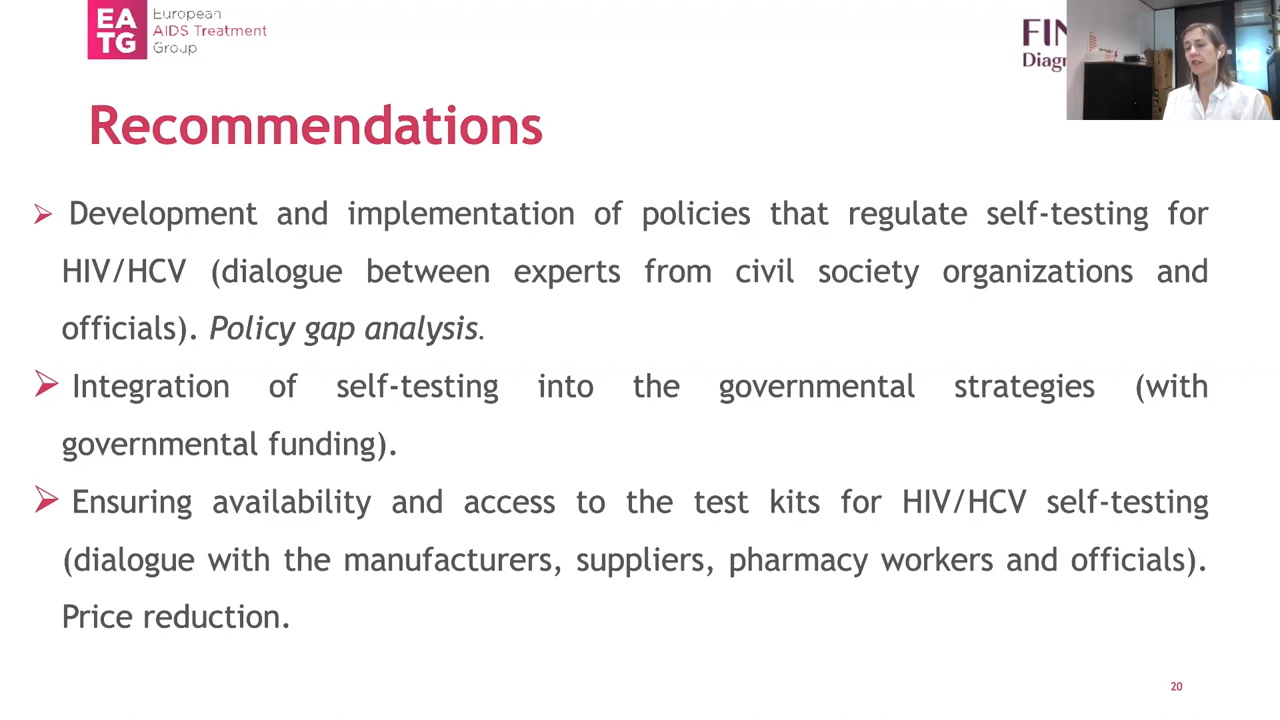 EA
TG
European
AIDS Treatment
Group
Recommendations
➢ Development and implementation of policies that regulate self-testing for
HIV/HCV (dialogue between experts from civil society organizations and
officials). Policy gap analysis.
➢ Integration of self-testing into the governmental strategies (with
governmental funding).
➢ Ensuring availability and access to the test kits for HIV/HCV self-testing
(dialogue with the manufacturers, suppliers, pharmacy workers and officials).
Price reduction.
20